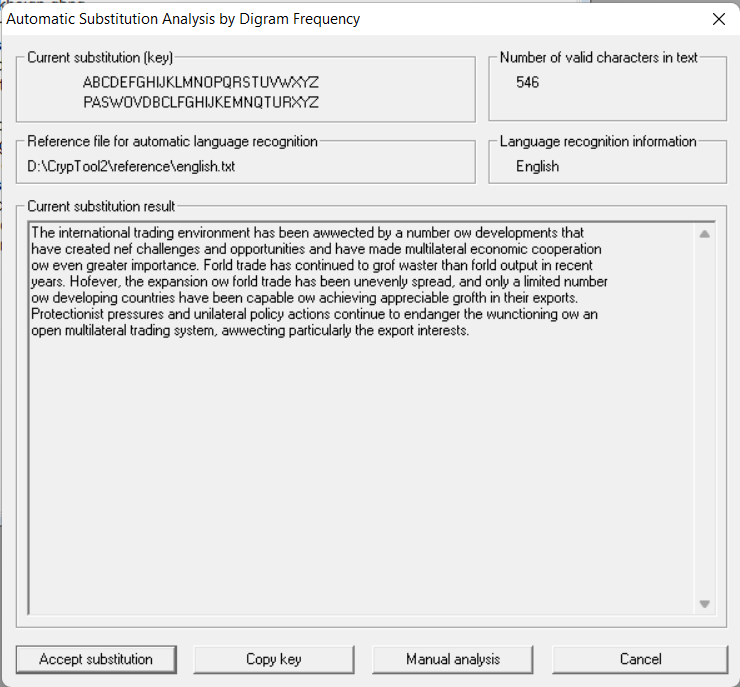 Automatic Substitution Analysis by Digram Frequency
Current substitution (key)
ABCDEFGHIJKLMNOPQRSTUVWXYZ
PASWOVDBCLFGHIJKEMNQTURXYZ
Number of valid characters in text
546
Reference file for automatic language recognition
D:\CrypTool2\reference\english.txt
Language recognition information
English
Current substitution result
The international trading environment has been awwected by a number ow developments that
have created nef challenges and opportunities and have made multilateral economic cooperation
ow even greater importance. Forld trade has continued to grof waster than forld output in recent
years. Hofever, the expansion ow forld trade has been unevenly spread, and only a limited number
ow developing countries have been capable ow achieving appreciable grofth in their exports.
Protectionist pressures and unilateral policy actions continue to endanger the wunctioning ow an
open multilateral trading system, awwecting particularly the export interests.
Accept substitution
Copy key
Manual analysis
Cancel